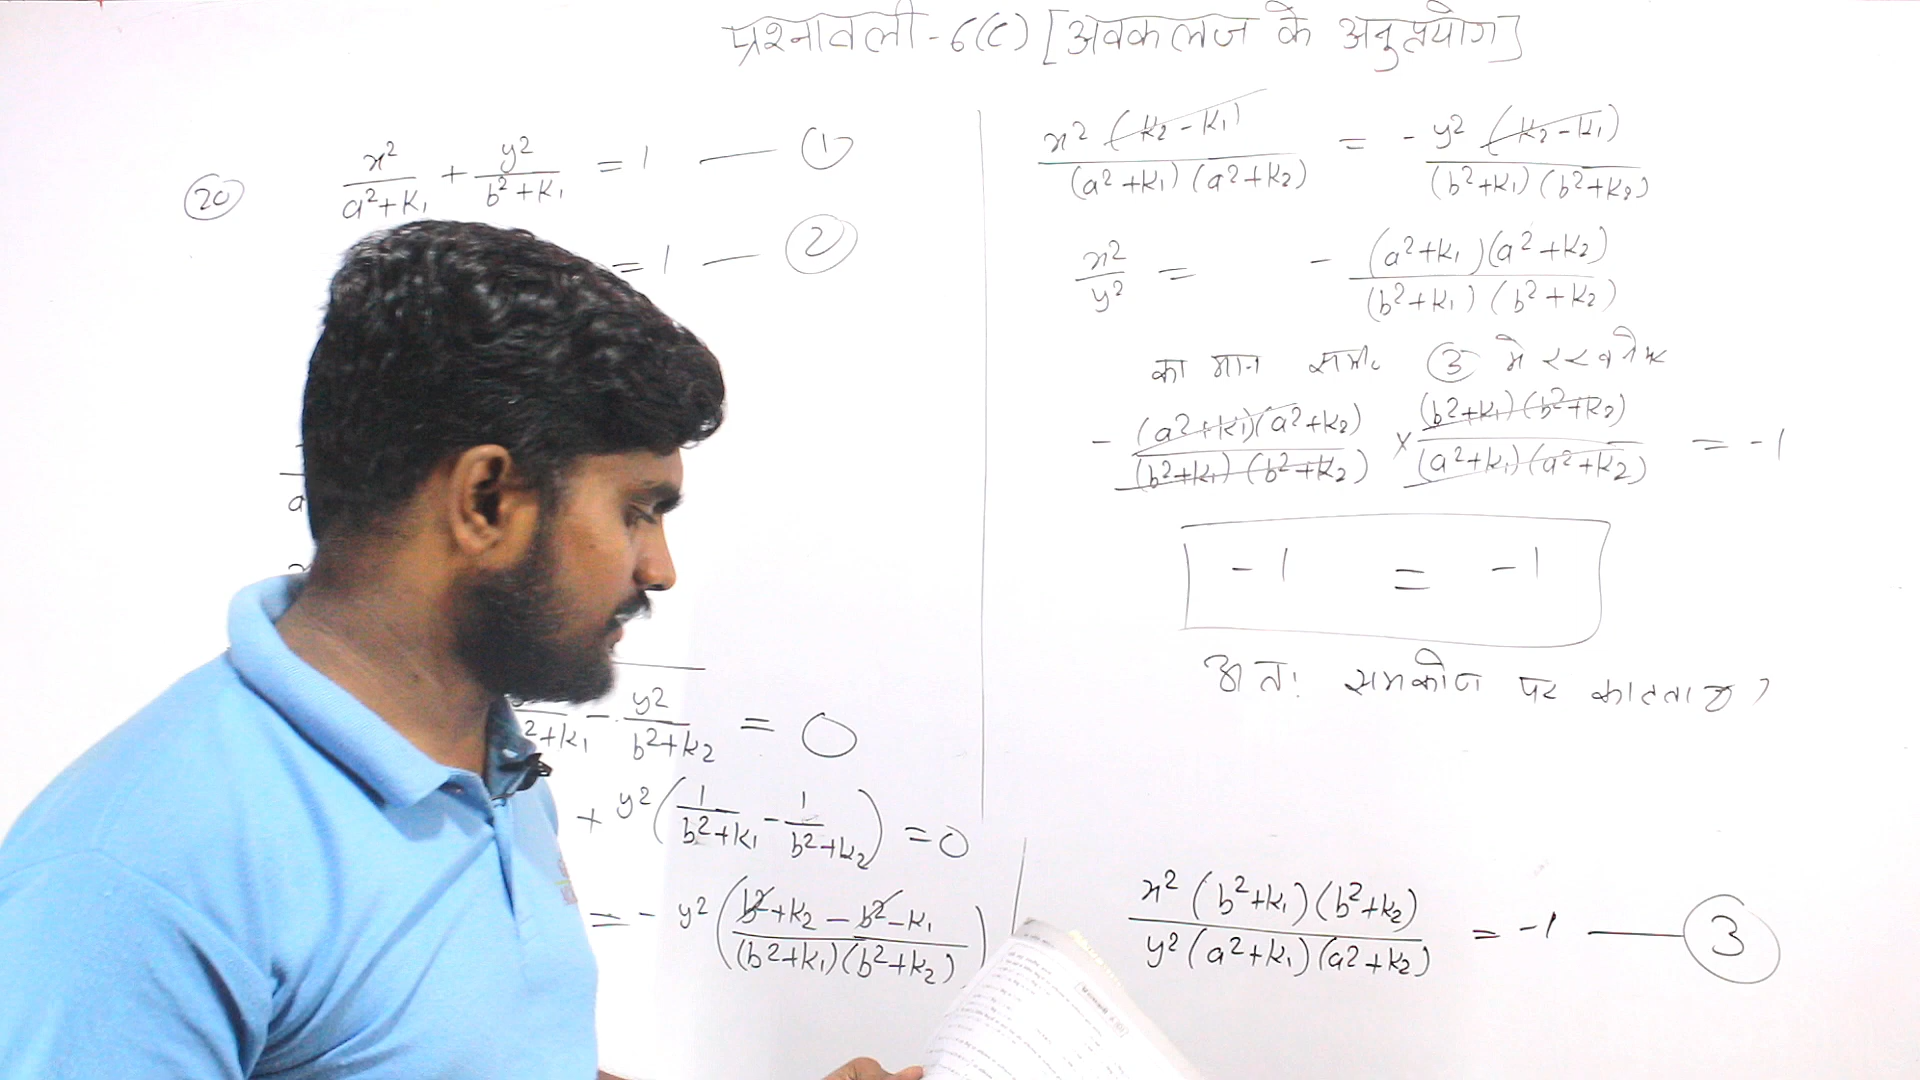 प्रश्नावली-6(C) [अवकलज के अनुप्रयोग]
(20) x²/(a²+k₁) + y²/(b²+k₁) = 1 — (1)
= 1 — (2)
a
²+k₁ - y²/(b²+k₂) = 0
+ y²(1/(b²+k₁) - 1/(b²+k₂)) = 0
= - y²((b²+k₂-b²-k₁)/((b²+k₁)(b²+k₂)))
x²(k₂-k₁)/((a²+k₁)(a²+k₂)) = - y²(k₂-k₁)/((b²+k₁)(b²+k₂))
x²/y² = - (a²+k₁)(a²+k₂)/((b²+k₁)(b²+k₂))
का मान समी० (3) मे रखने पर
- (a²+k₁)(a²+k₂)/((b²+k₁)(b²+k₂)) × (b²+k₁)(b²+k₂)/((a²+k₁)(a²+k₂)) = -1
-1 = -1
अतः समकोण पर काटता है
x²(b²+k₁)(b²+k₂)/(y²(a²+k₁)(a²+k₂)) = -1 — (3)